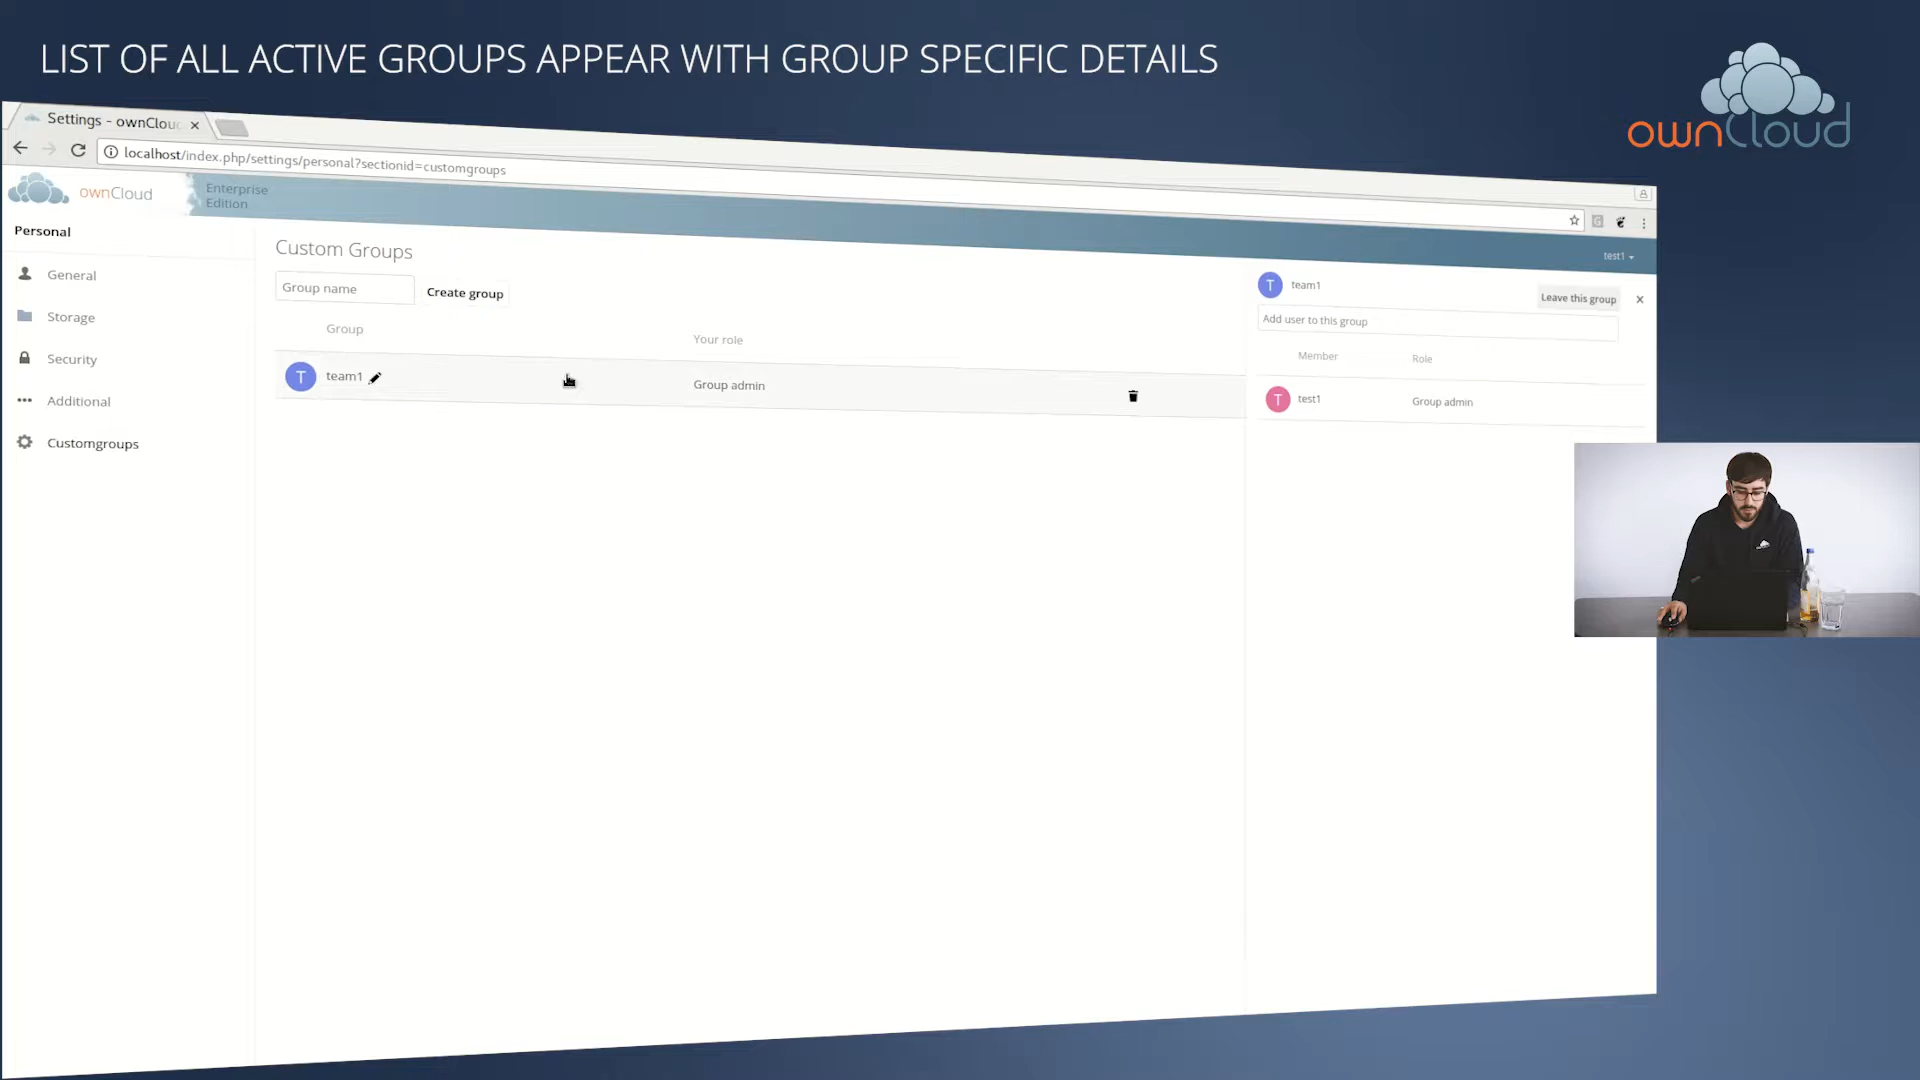 LIST OF ALL ACTIVE GROUPS APPEAR WITH GROUP SPECIFIC DETAILS
ownCloud
Settings - ownClou
localhost/index.php/settings/personal?sectionid=customgroups
ownCloud
Enterprise
Edition
test1
Personal
General
Storage
Security
Additional
Customgroups
Custom Groups
Group name
Create group
Group
Your role
T
team1
Group admin
T
team1
Leave this group
Add user to this group
Member
Role
T
test1
Group admin